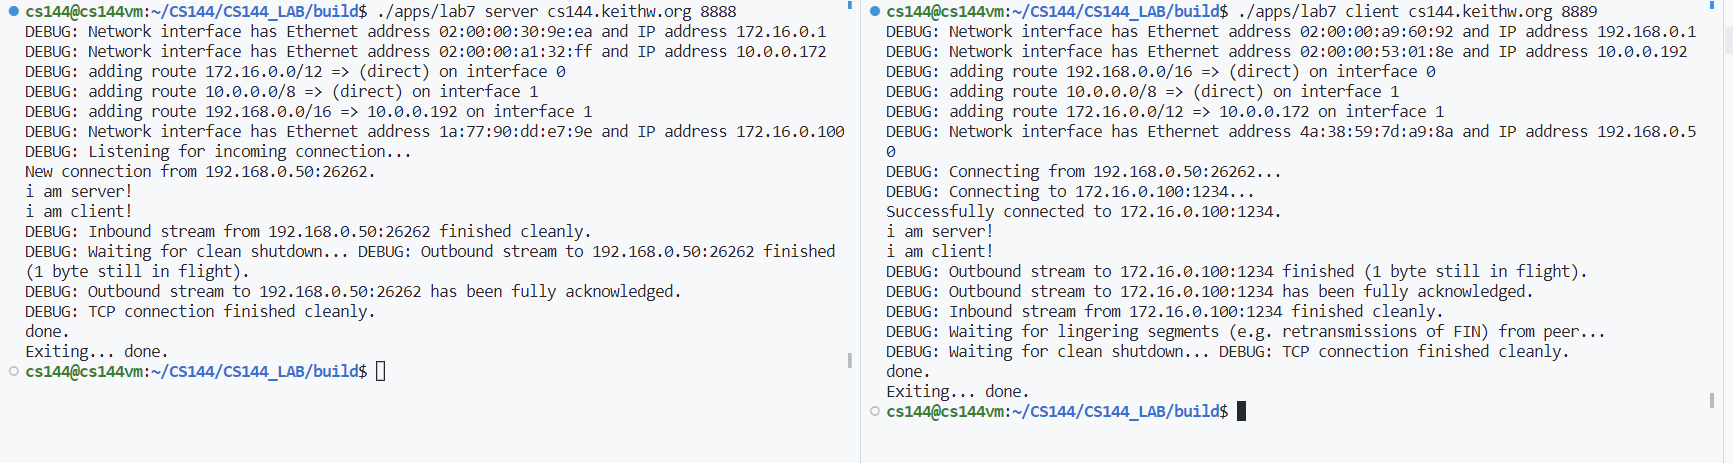 cs144@cs144vm:~/CS144/CS144_LAB/build$ ./apps/lab7 server cs144.keithw.org 8888
DEBUG: Network interface has Ethernet address 02:00:00:30:9e:ea and IP address 172.16.0.1
DEBUG: Network interface has Ethernet address 02:00:00:a1:32:ff and IP address 10.0.0.172
DEBUG: adding route 172.16.0.0/12 => (direct) on interface 0
DEBUG: adding route 10.0.0.0/8 => (direct) on interface 1
DEBUG: adding route 192.168.0.0/16 => 10.0.0.192 on interface 1
DEBUG: Network interface has Ethernet address 1a:77:90:dd:e7:9e and IP address 172.16.0.100
DEBUG: Listening for incoming connection...
New connection from 192.168.0.50:26262.
i am server!
i am client!
DEBUG: Inbound stream from 192.168.0.50:26262 finished cleanly.
DEBUG: Waiting for clean shutdown... DEBUG: Outbound stream to 192.168.0.50:26262 finished
(1 byte still in flight).
DEBUG: Outbound stream to 192.168.0.50:26262 has been fully acknowledged.
DEBUG: TCP connection finished cleanly.
done.
Exiting... done.
cs144@cs144vm:~/CS144/CS144_LAB/build$
cs144@cs144vm:~/CS144/CS144_LAB/build$ ./apps/lab7 client cs144.keithw.org 8889
DEBUG: Network interface has Ethernet address 02:00:00:a9:60:92 and IP address 192.168.0.1
DEBUG: Network interface has Ethernet address 02:00:00:53:01:8e and IP address 10.0.0.192
DEBUG: adding route 192.168.0.0/16 => (direct) on interface 0
DEBUG: adding route 10.0.0.0/8 => (direct) on interface 1
DEBUG: adding route 172.16.0.0/12 => 10.0.0.172 on interface 1
DEBUG: Network interface has Ethernet address 4a:38:59:7d:a9:8a and IP address 192.168.0.5
0
DEBUG: Connecting from 192.168.0.50:26262...
DEBUG: Connecting to 172.16.0.100:1234...
Successfully connected to 172.16.0.100:1234.
i am server!
i am client!
DEBUG: Outbound stream to 172.16.0.100:1234 finished (1 byte still in flight).
DEBUG: Outbound stream to 172.16.0.100:1234 has been fully acknowledged.
DEBUG: Inbound stream from 172.16.0.100:1234 finished cleanly.
DEBUG: Waiting for lingering segments (e.g. retransmissions of FIN) from peer...
DEBUG: Waiting for clean shutdown... DEBUG: TCP connection finished cleanly.
done.
Exiting... done.
cs144@cs144vm:~/CS144/CS144_LAB/build$